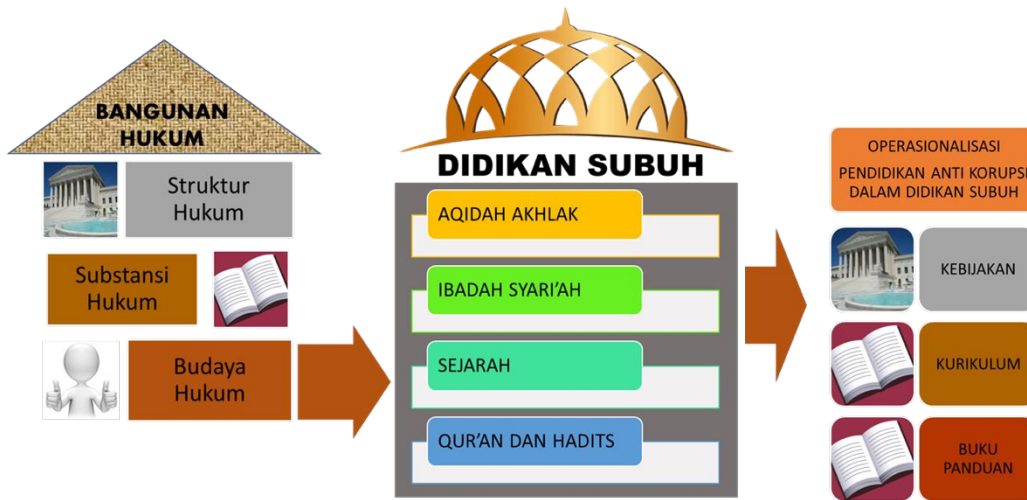 BANGUNAN
HUKUM
Struktur
Hukum
Substansi
Hukum
Budaya
Hukum
DIDIKAN SUBUH
AQIDAH AKHLAK
IBADAH SYARI'AH
SEJARAH
QUR'AN DAN HADITS
OPERASIONALISASI
PENDIDIKAN ANTI KORUPSI
DALAM DIDIKAN SUBUH
KEBIJAKAN
KURIKULUM
BUKU
PANDUAN